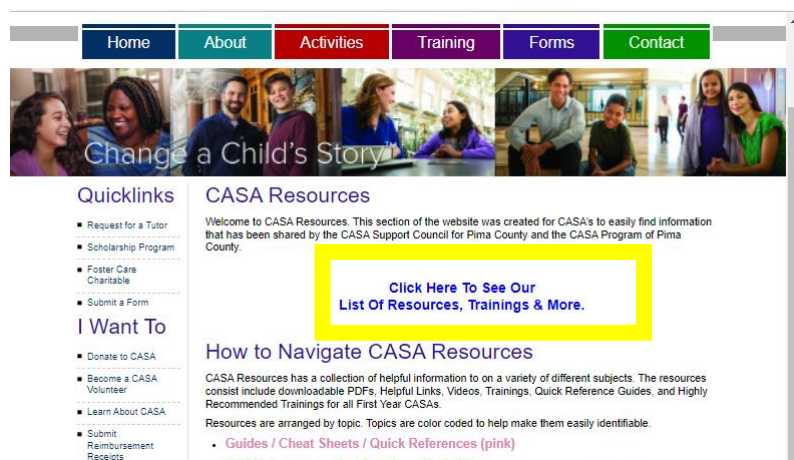 Home About Activities Training Forms Contact
Change a Child's Story
Quicklinks
Request for a Tutor
Scholarship Program
Foster Care
Charitable
Submit a Form
I Want To
Donate to CASA
Become a CASA
Volunteer
Learn About CASA
Submit
Reimbursement
Receipts
CASA Resources
Welcome to CASA Resources. This section of the website was created for CASA's to easily find information
that has been shared by the CASA Support Council for Pima County and the CASA Program of Pima
County.
Click Here To See Our
List Of Resources, Trainings & More.
How to Navigate CASA Resources
CASA Resources has a collection of helpful information to on a variety of different subjects. The resources
consist include downloadable PDFs, Helpful Links, Videos, Trainings, Quick Reference Guides, and Highly
Recommended Trainings for all First Year CASAs.
Resources are arranged by topic. Topics are color coded to help make them easily identifiable.
Guides / Cheat Sheets / Quick References (pink)